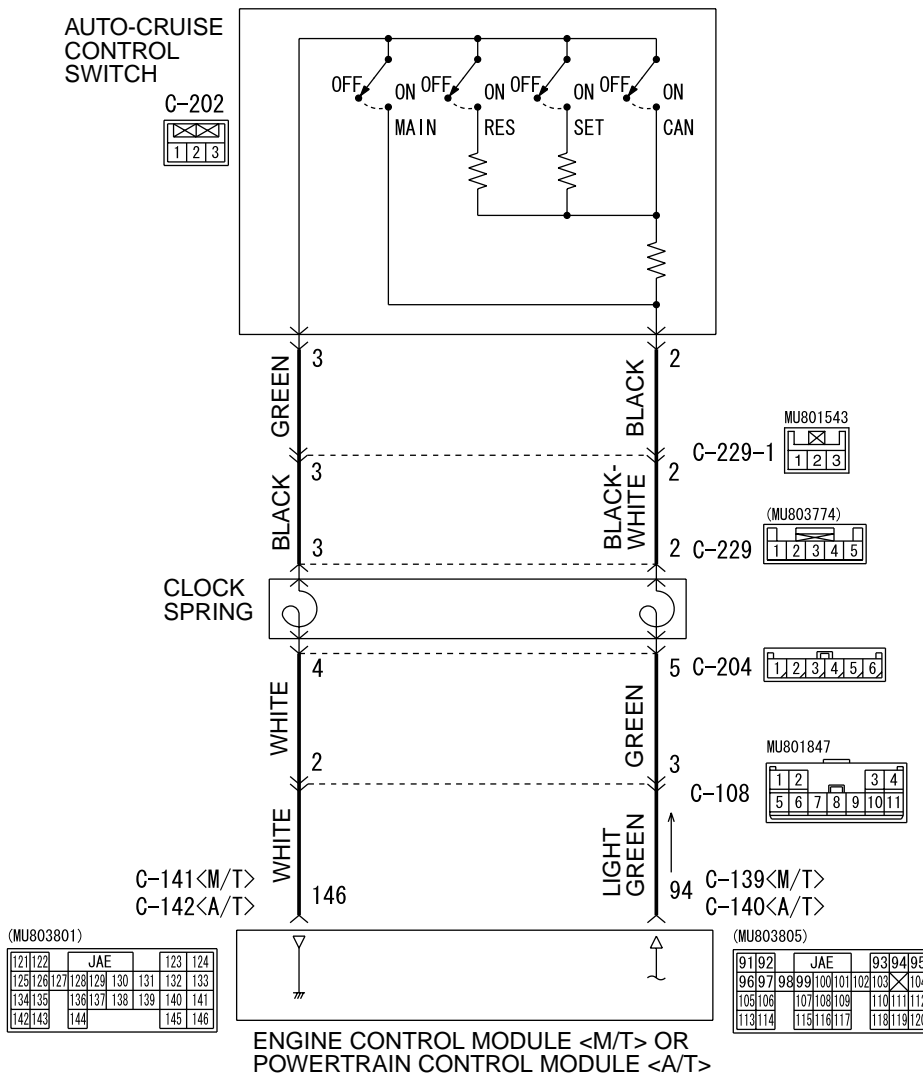 AUTO-CRUISE
CONTROL
SWITCH
C-202
1 2 3
OFF ON OFF ON OFF ON OFF ON
MAIN RES SET CAN
3 2
GREEN BLACK
MU801543
C-229-1
1 2 3
3 2
BLACK BLACK-
WHITE
(MU803774)
3 2 C-229
1 2 3 4 5
CLOCK
SPRING
4 5 C-204
1 2 3 4 5 6
WHITE GREEN
MU801847
2 3
C-108
1 2 3 4
5 6 7 8 9 10 11
WHITE LIGHT
GREEN
C-141<M/T> 146 94 C-139<M/T>
C-142<A/T> C-140<A/T>
(MU803801)
121 122 JAE 123 124
125 126 127 128 129 130 131 132 133
134 135 136 137 138 139 140 141
142 143 144 145 146
(MU803805)
91 92 JAE 93 94 95
96 97 98 99 100 101 102 103 104
105 106 107 108 109 110 111 112
113 114 115 116 117 118 119 120
ENGINE CONTROL MODULE <M/T> OR
POWERTRAIN CONTROL MODULE <A/T>